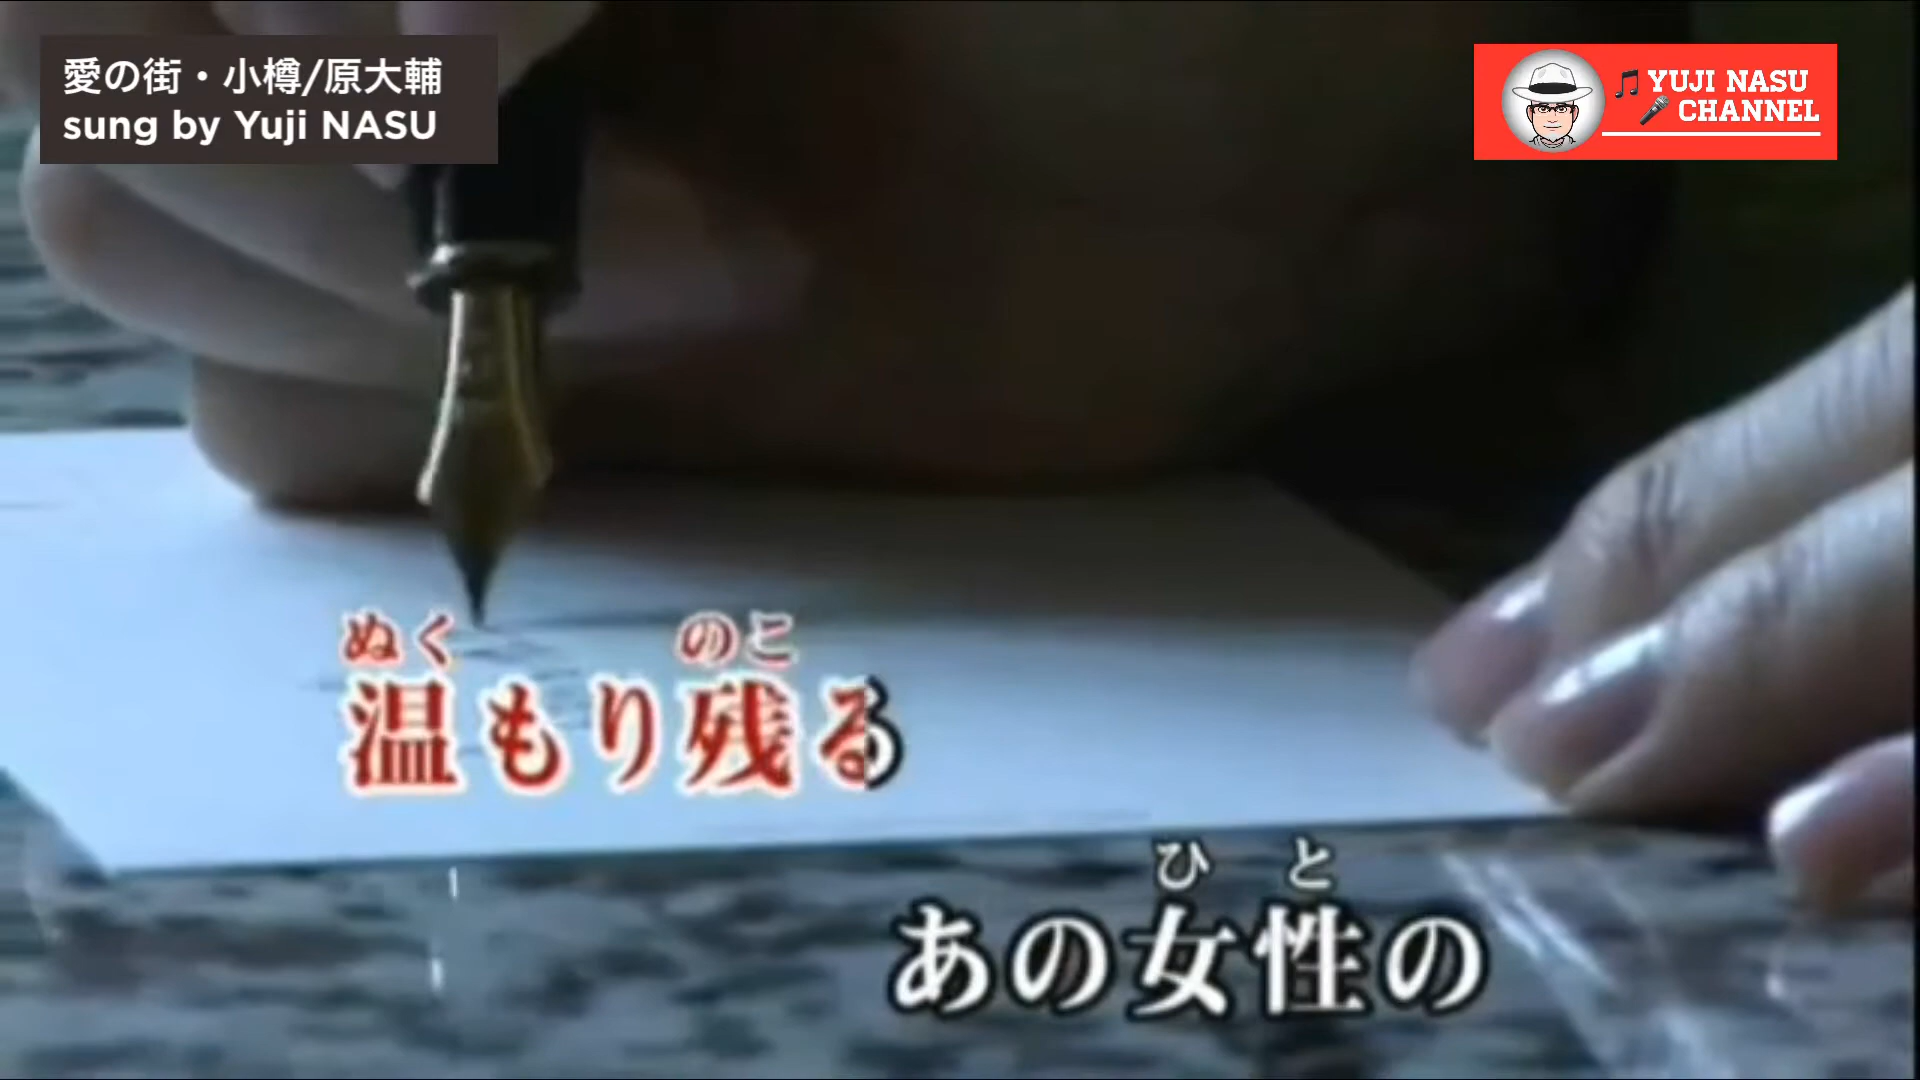 愛の街・小樽/原大輔
sung by Yuji NASU
YUJI NASU
CHANNEL
ぬく のこ
温もり残る
ひと
あの女性の